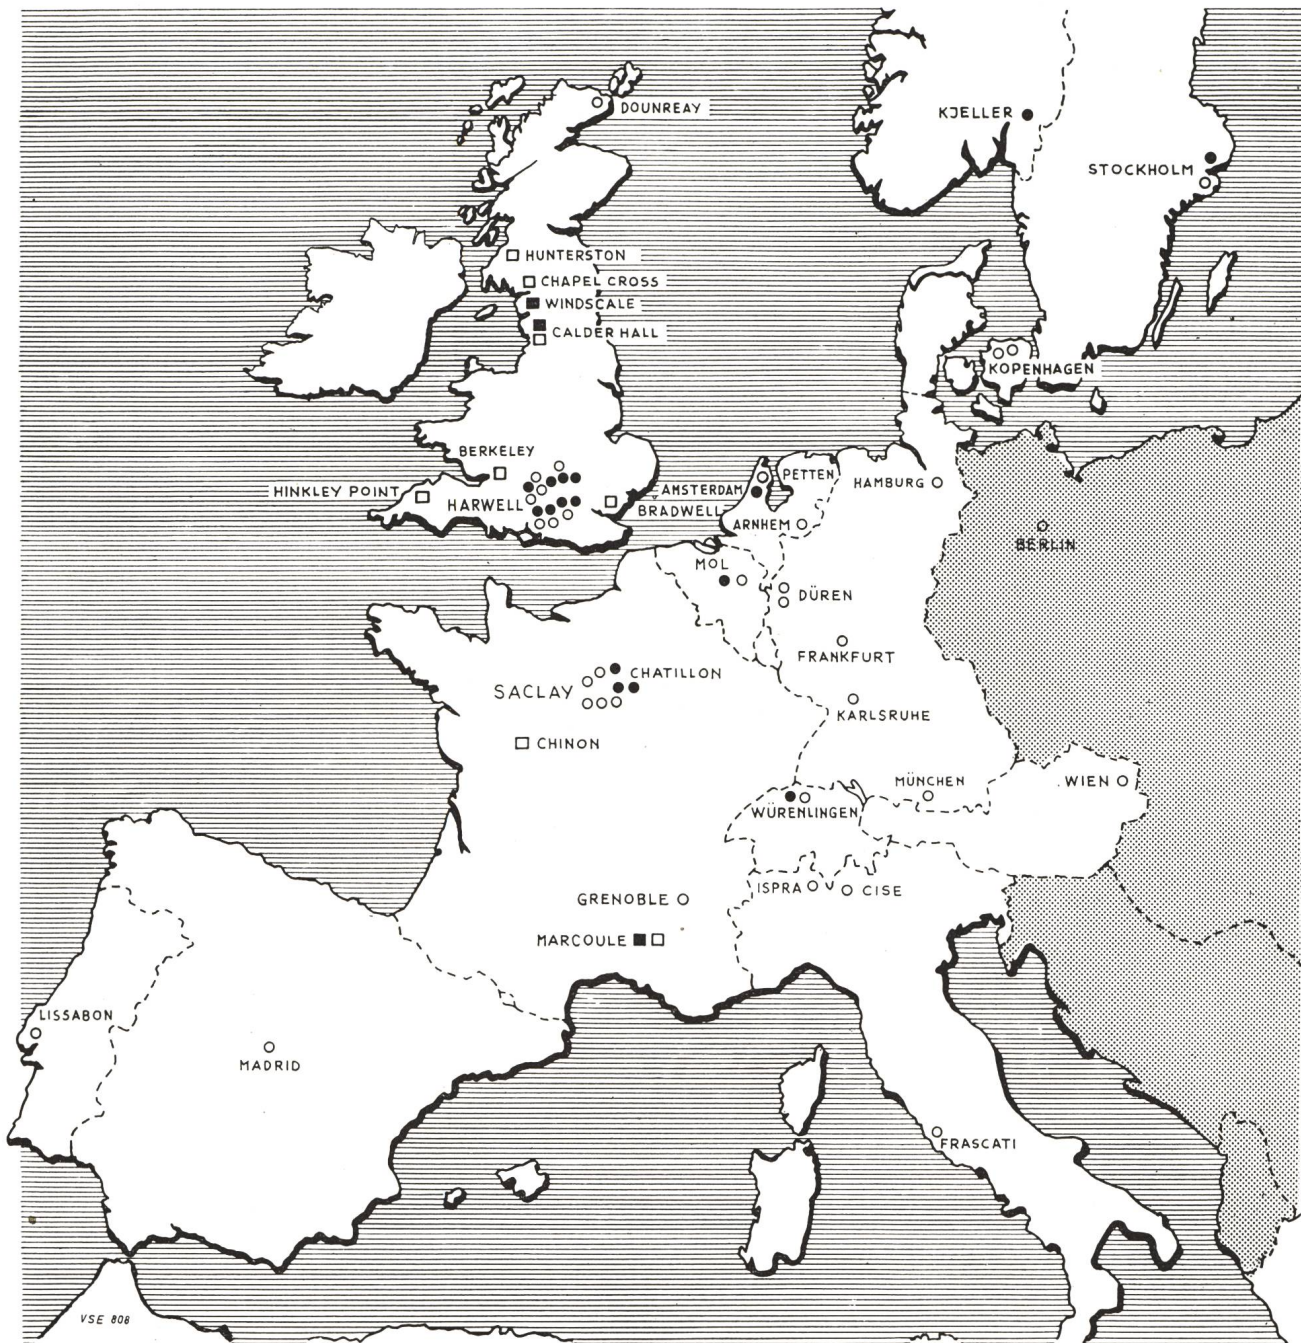 DOUNREAY
KJELLER
STOCKHOLM
HUNTERSTON
CHAPEL CROSS
WINDSCALE
CALDER HALL
KOPENHAGEN
BERKELEY
HINKLEY POINT
HARWELL
AMSTERDAM
BRADWELL
PETTEN
HAMBURG
ARNHEM
BERLIN
MOL
DÜREN
FRANKFURT
CHATILLON
SACLAY
KARLSRUHE
CHINON
MÜNCHEN
WIEN
WÜRENLINGEN
ISPRA
CISE
GRENOBLE
MARCOULE
LISSABON
MADRID
FRASCATI
VSE 808